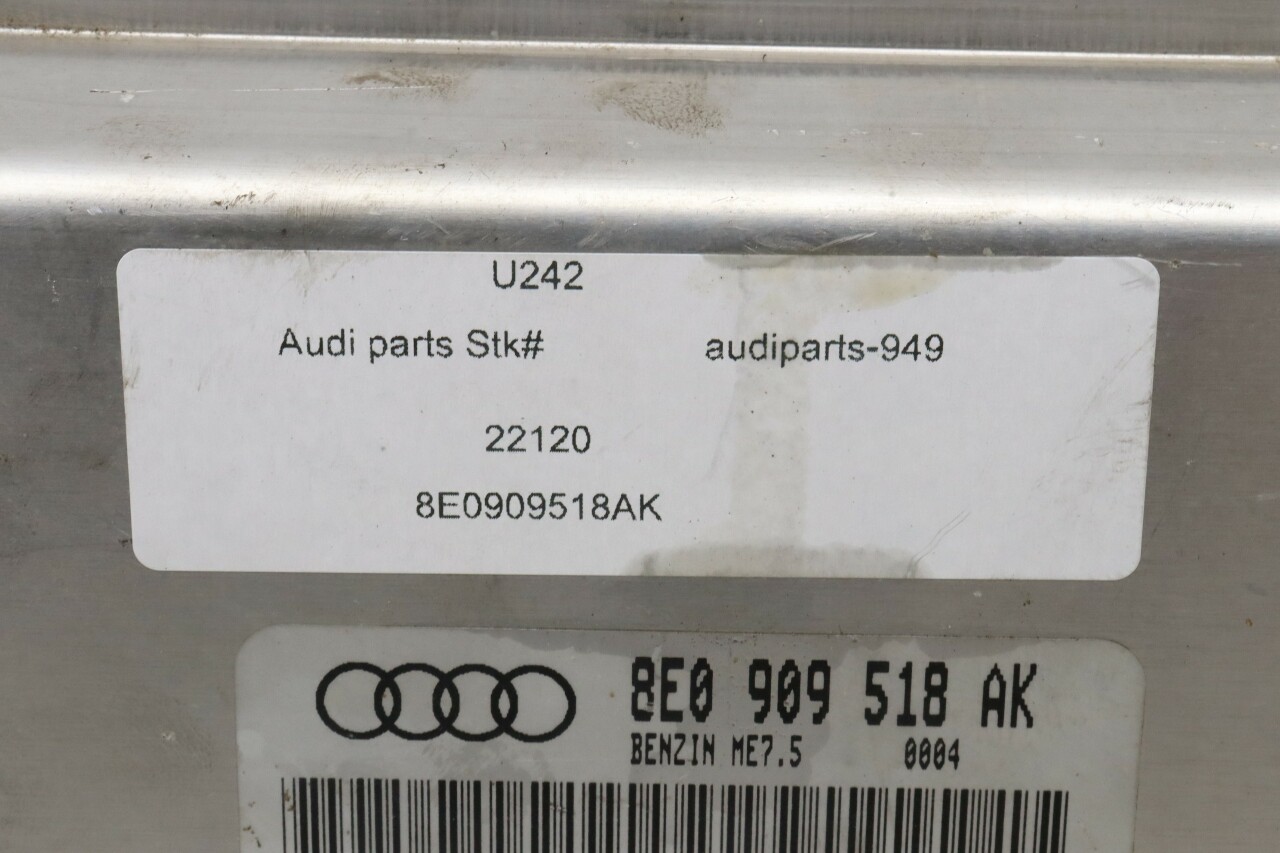 U242
Audi parts Stk# audiparts-949
22120
8E0909518AK
8E0 909 518 AK
BENZIN ME7.5 0004